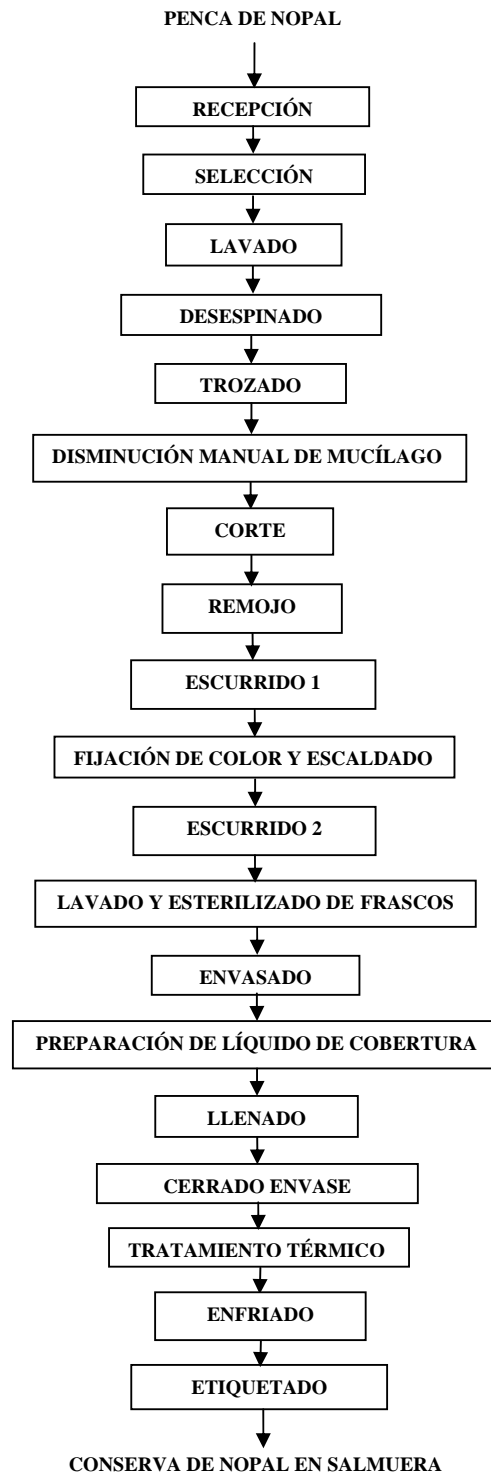 PENCA DE NOPAL
RECEPCIÓN
SELECCIÓN
LAVADO
DESESPINADO
TROZADO
DISMINUCIÓN MANUAL DE MUCÍLAGO
CORTE
REMOJO
ESCURRIDO 1
FIJACIÓN DE COLOR Y ESCALDADO
ESCURRIDO 2
LAVADO Y ESTERILIZADO DE FRASCOS
ENVASADO
PREPARACIÓN DE LÍQUIDO DE COBERTURA
LLENADO
CERRADO ENVASE
TRATAMIENTO TÉRMICO
ENFRIADO
ETIQUETADO
CONSERVA DE NOPAL EN SALMUERA